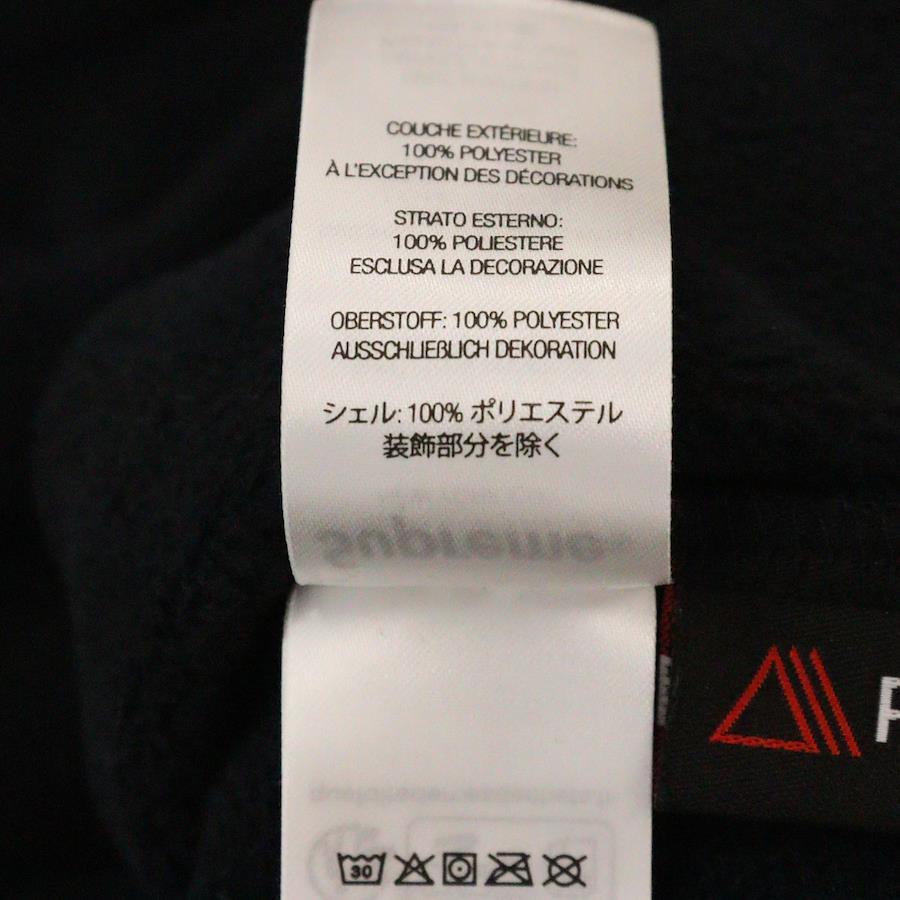 COUCHE EXTÉRIEURE:
100% POLYESTER
À L'EXCEPTION DES DÉCORATIONS
STRATO ESTERNO:
100% POLIESTERE
ESCLUSA LA DECORAZIONE
OBERSTOFF: 100% POLYESTER
AUSSCHLIEẞLICH DEKORATION
シェル: 100% ポリエステル
装飾部分を除く
Supreme
30